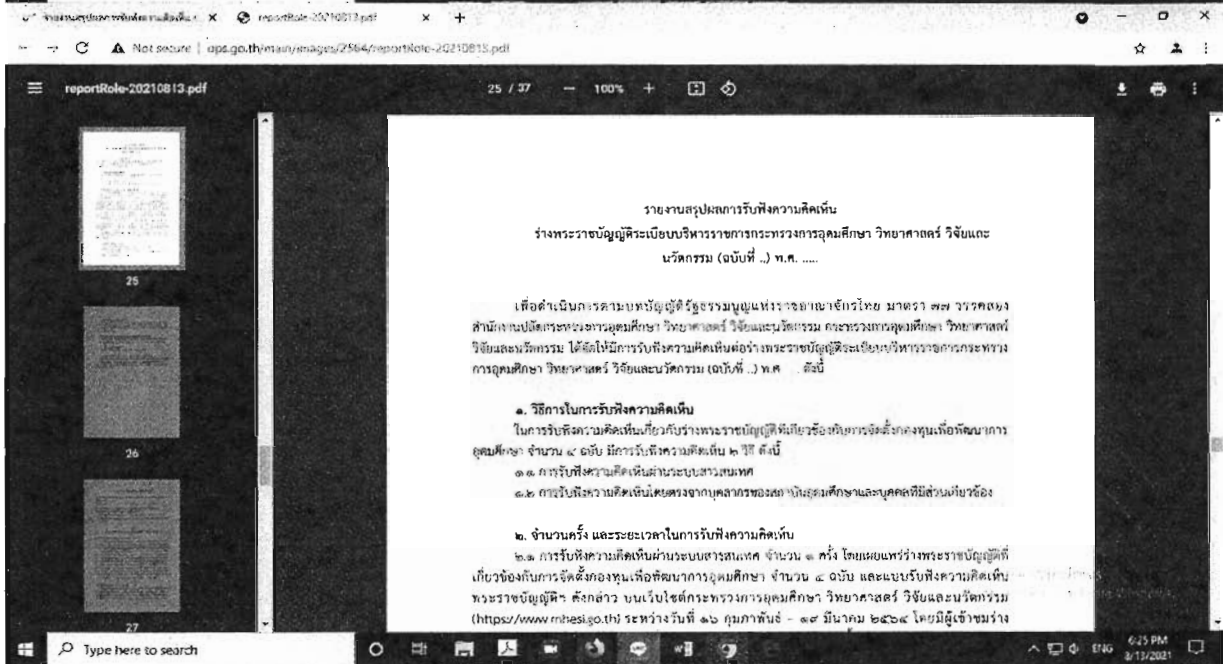 reportRole-20210813.pdf
Not secure | ops.go.th/main/images/2564/reportRole-20210813.pdf
reportRole-20210813.pdf
25 / 37 — 100% +
25
26
27
รายงานสรุปผลการรับฟังความคิดเห็น
ร่างพระราชบัญญัติระเบียบบริหารราชการกระทรวงการอุดมศึกษา วิทยาศาสตร์ วิจัยและ
นวัตกรรม (ฉบับที่ ..) พ.ศ. .....
เพื่อดำเนินการตามบทบัญญัติรัฐธรรมนูญแห่งราชอาณาจักรไทย มาตรา ๗๗ วรรคสอง
สำนักงานปลัดกระทรวงการอุดมศึกษา วิทยาศาสตร์ วิจัยและนวัตกรรม กระทรวงการอุดมศึกษา วิทยาศาสตร์
วิจัยและนวัตกรรม ได้จัดให้มีการรับฟังความคิดเห็นต่อร่างพระราชบัญญัติระเบียบบริหารราชการกระทรวง
การอุดมศึกษา วิทยาศาสตร์ วิจัยและนวัตกรรม (ฉบับที่ ..) พ.ศ. .... ดังนี้
๑. วิธีการในการรับฟังความคิดเห็น
ในการรับฟังความคิดเห็นเกี่ยวกับร่างพระราชบัญญัติที่เกี่ยวข้องกับการจัดตั้งกองทุนเพื่อพัฒนาการ
อุดมศึกษา จำนวน ๔ ฉบับ มีการรับฟังความคิดเห็น ๒ วิธี ดังนี้
๑.๑ การรับฟังความคิดเห็นผ่านระบบสารสนเทศ
๑.๒ การรับฟังความคิดเห็นโดยตรงจากบุคลากรของสถาบันอุดมศึกษาและบุคคลที่มีส่วนเกี่ยวข้อง
๒. จำนวนครั้ง และระยะเวลาในการรับฟังความคิดเห็น
๒.๑ การรับฟังความคิดเห็นผ่านระบบสารสนเทศ จำนวน ๑ ครั้ง โดยเผยแพร่ร่างพระราชบัญญัติที่
เกี่ยวข้องกับการจัดตั้งกองทุนเพื่อพัฒนาการอุดมศึกษา จำนวน ๔ ฉบับ และแบบรับฟังความคิดเห็น
พระราชบัญญัติฯ ดังกล่าว บนเว็บไซต์กระทรวงการอุดมศึกษา วิทยาศาสตร์ วิจัยและนวัตกรรม
(https://www.mhesi.go.th) ระหว่างวันที่ ๑๖ กุมภาพันธ์ - ๑๙ มีนาคม ๒๕๖๔ โดยมีผู้เข้าชมร่าง
Type here to search
ENG
6:25 PM
8/13/2021